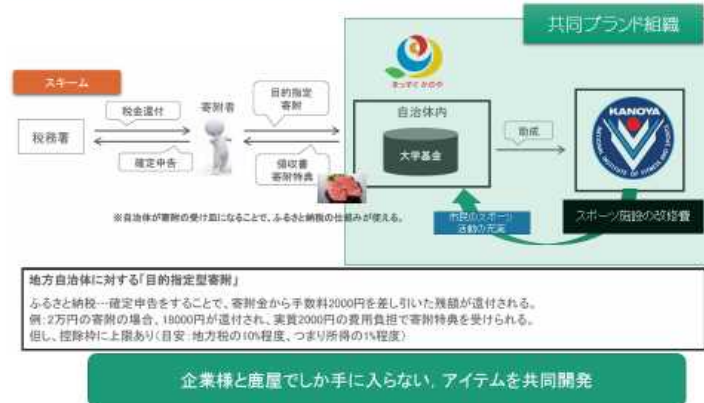 共同ブランド組織
スキーム
まっすぐ かのや
税務署
税金還付
確定申告
寄附者
目的指定
寄附
領収書
寄附特典
自治体内
大学基金
助成
KANOYA
NATIONAL INSTITUTE OF FITNESS AND SPORTS
※自治体が寄附の受け皿になることで、ふるさと納税の仕組みが使える。
市民のスポーツ
活動の充実
スポーツ施設の改修費
地方自治体に対する「目的指定型寄附」
ふるさと納税…確定申告をすることで、寄附金から手数料2000円を差し引いた残額が還付される。
例:2万円の寄附の場合、18000円が還付され、実質2000円の費用負担で寄附特典を受けられる。
但し、控除枠に上限あり(目安:地方税の10%程度、つまり所得の1%程度)
企業様と鹿屋でしか手に入らない,アイテムを共同開発